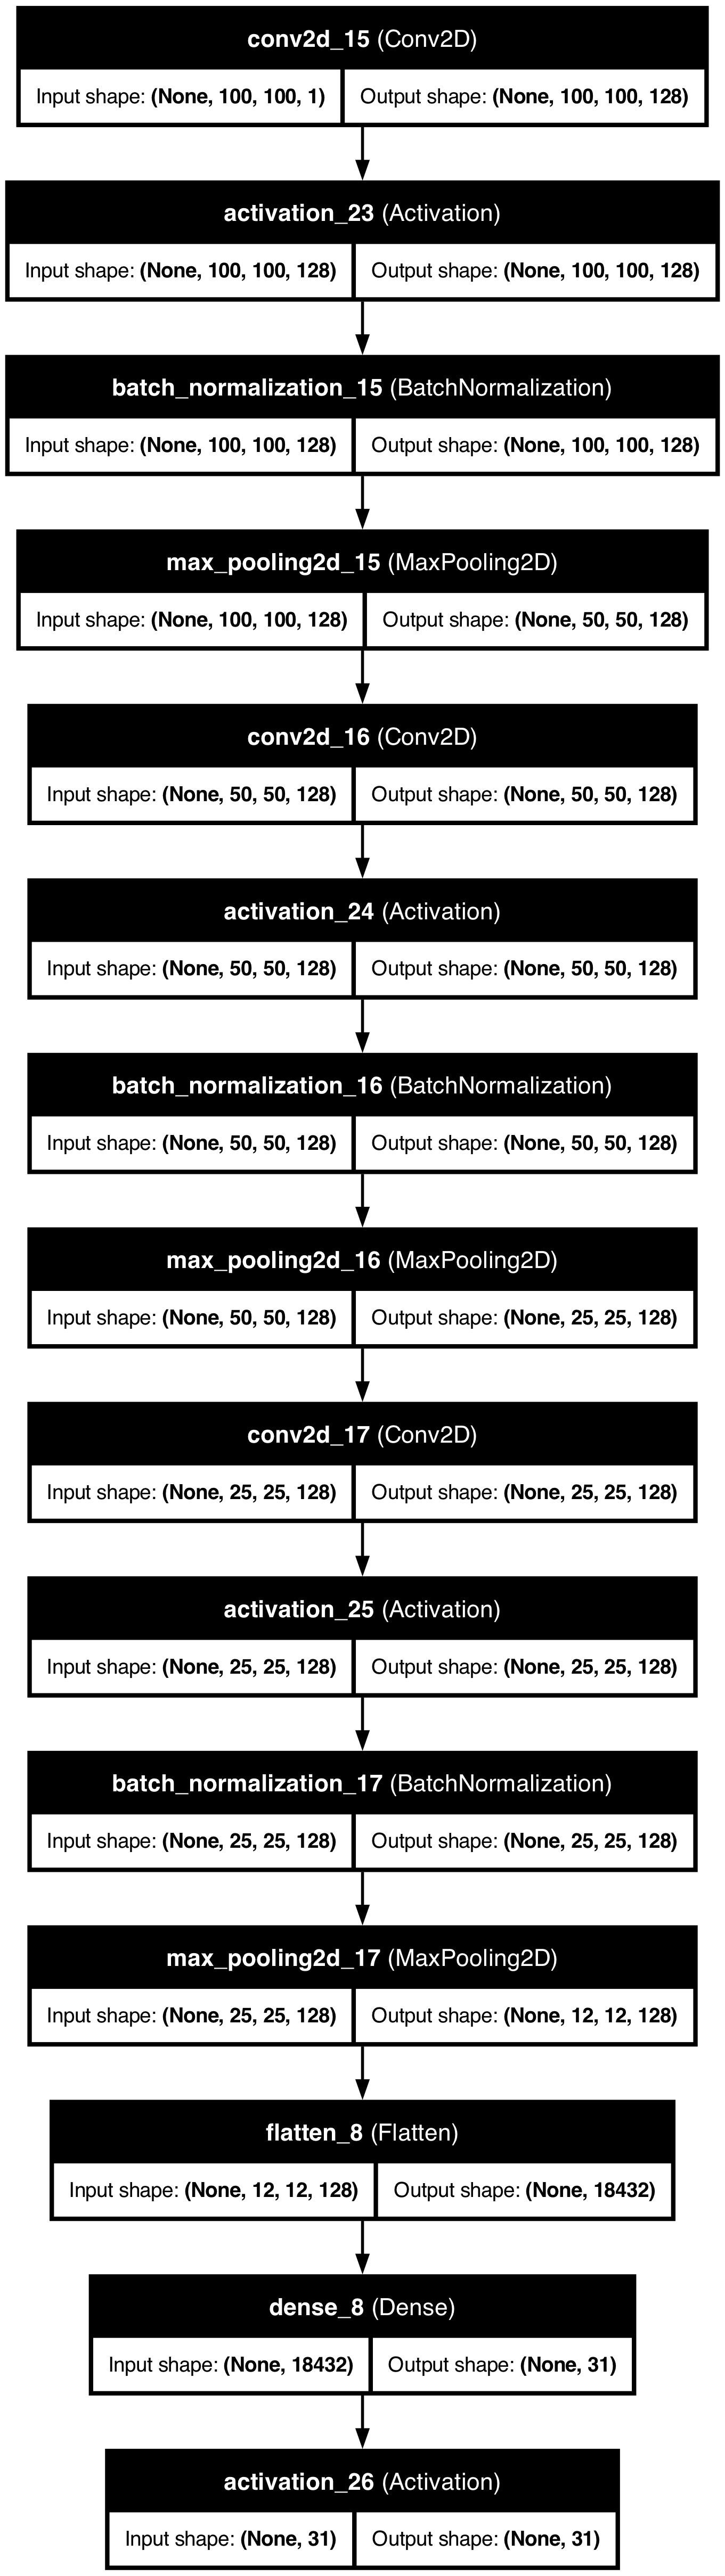 conv2d_15 (Conv2D)
Input shape: (None, 100, 100, 1) Output shape: (None, 100, 100, 128)
activation_23 (Activation)
Input shape: (None, 100, 100, 128) Output shape: (None, 100, 100, 128)
batch_normalization_15 (BatchNormalization)
Input shape: (None, 100, 100, 128) Output shape: (None, 100, 100, 128)
max_pooling2d_15 (MaxPooling2D)
Input shape: (None, 100, 100, 128) Output shape: (None, 50, 50, 128)
conv2d_16 (Conv2D)
Input shape: (None, 50, 50, 128) Output shape: (None, 50, 50, 128)
activation_24 (Activation)
Input shape: (None, 50, 50, 128) Output shape: (None, 50, 50, 128)
batch_normalization_16 (BatchNormalization)
Input shape: (None, 50, 50, 128) Output shape: (None, 50, 50, 128)
max_pooling2d_16 (MaxPooling2D)
Input shape: (None, 50, 50, 128) Output shape: (None, 25, 25, 128)
conv2d_17 (Conv2D)
Input shape: (None, 25, 25, 128) Output shape: (None, 25, 25, 128)
activation_25 (Activation)
Input shape: (None, 25, 25, 128) Output shape: (None, 25, 25, 128)
batch_normalization_17 (BatchNormalization)
Input shape: (None, 25, 25, 128) Output shape: (None, 25, 25, 128)
max_pooling2d_17 (MaxPooling2D)
Input shape: (None, 25, 25, 128) Output shape: (None, 12, 12, 128)
flatten_8 (Flatten)
Input shape: (None, 12, 12, 128) Output shape: (None, 18432)
dense_8 (Dense)
Input shape: (None, 18432) Output shape: (None, 31)
activation_26 (Activation)
Input shape: (None, 31) Output shape: (None, 31)